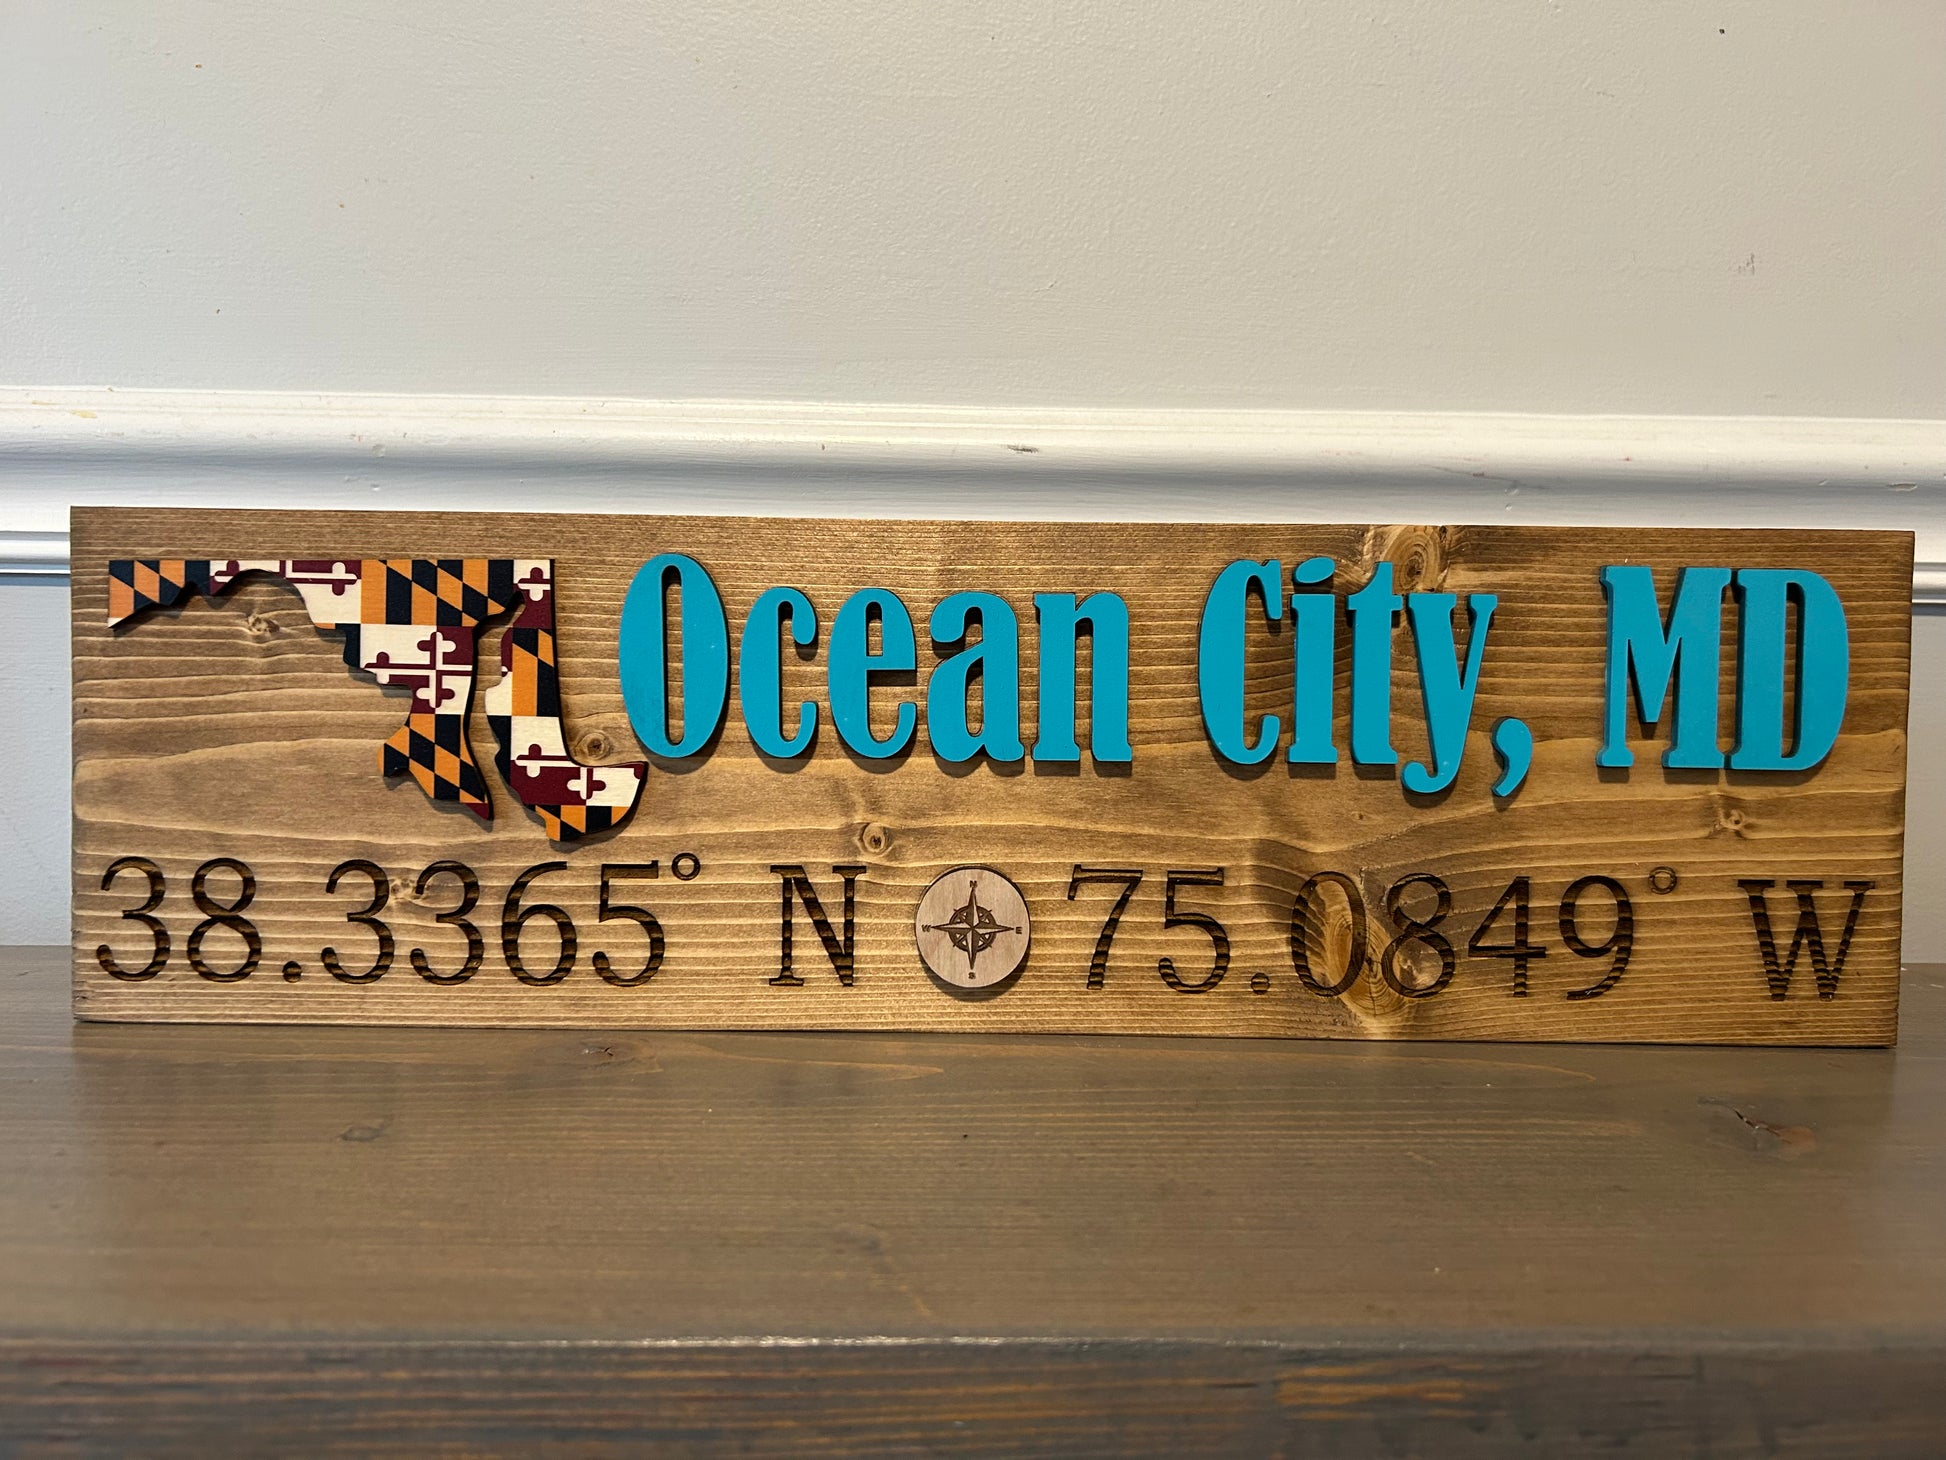 Ocean City, MD
38.3365° N
N
W E
S
75.0849° W